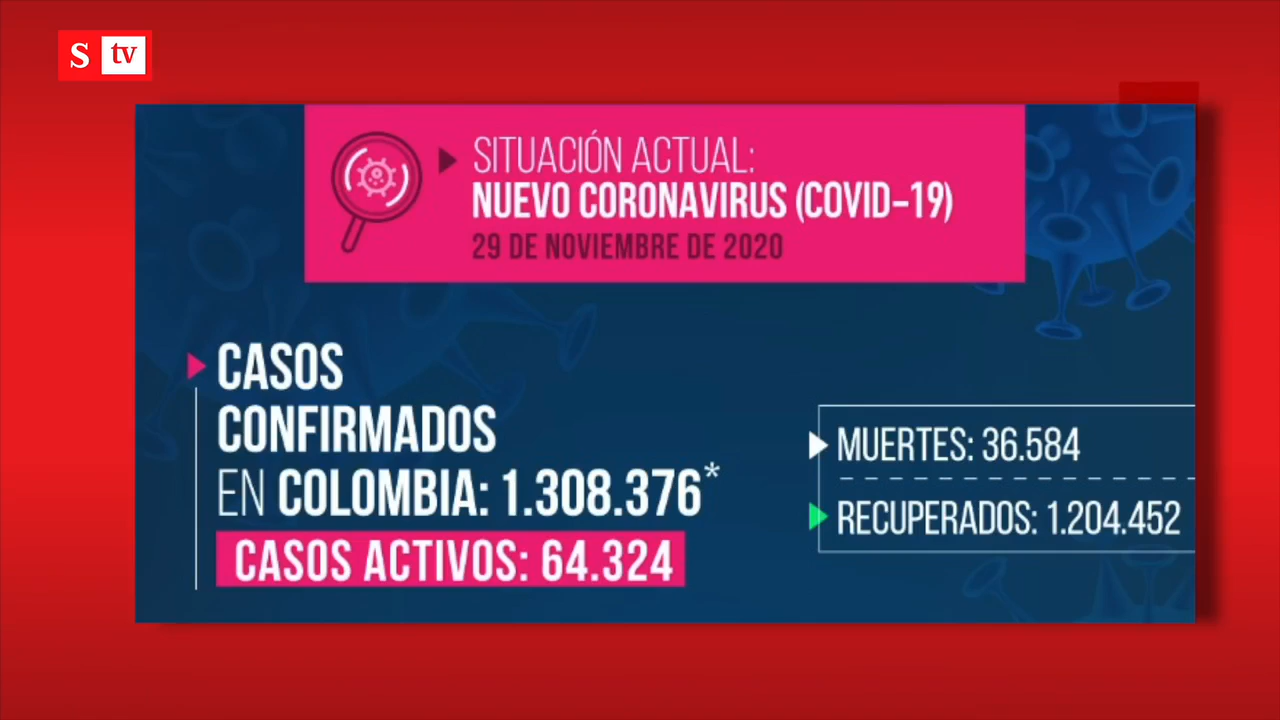 S tv
SITUACIÓN ACTUAL:
NUEVO CORONAVIRUS (COVID-19)
29 DE NOVIEMBRE DE 2020
CASOS
CONFIRMADOS
EN COLOMBIA: 1.308.376*
CASOS ACTIVOS: 64.324
MUERTES: 36.584
RECUPERADOS: 1.204.452